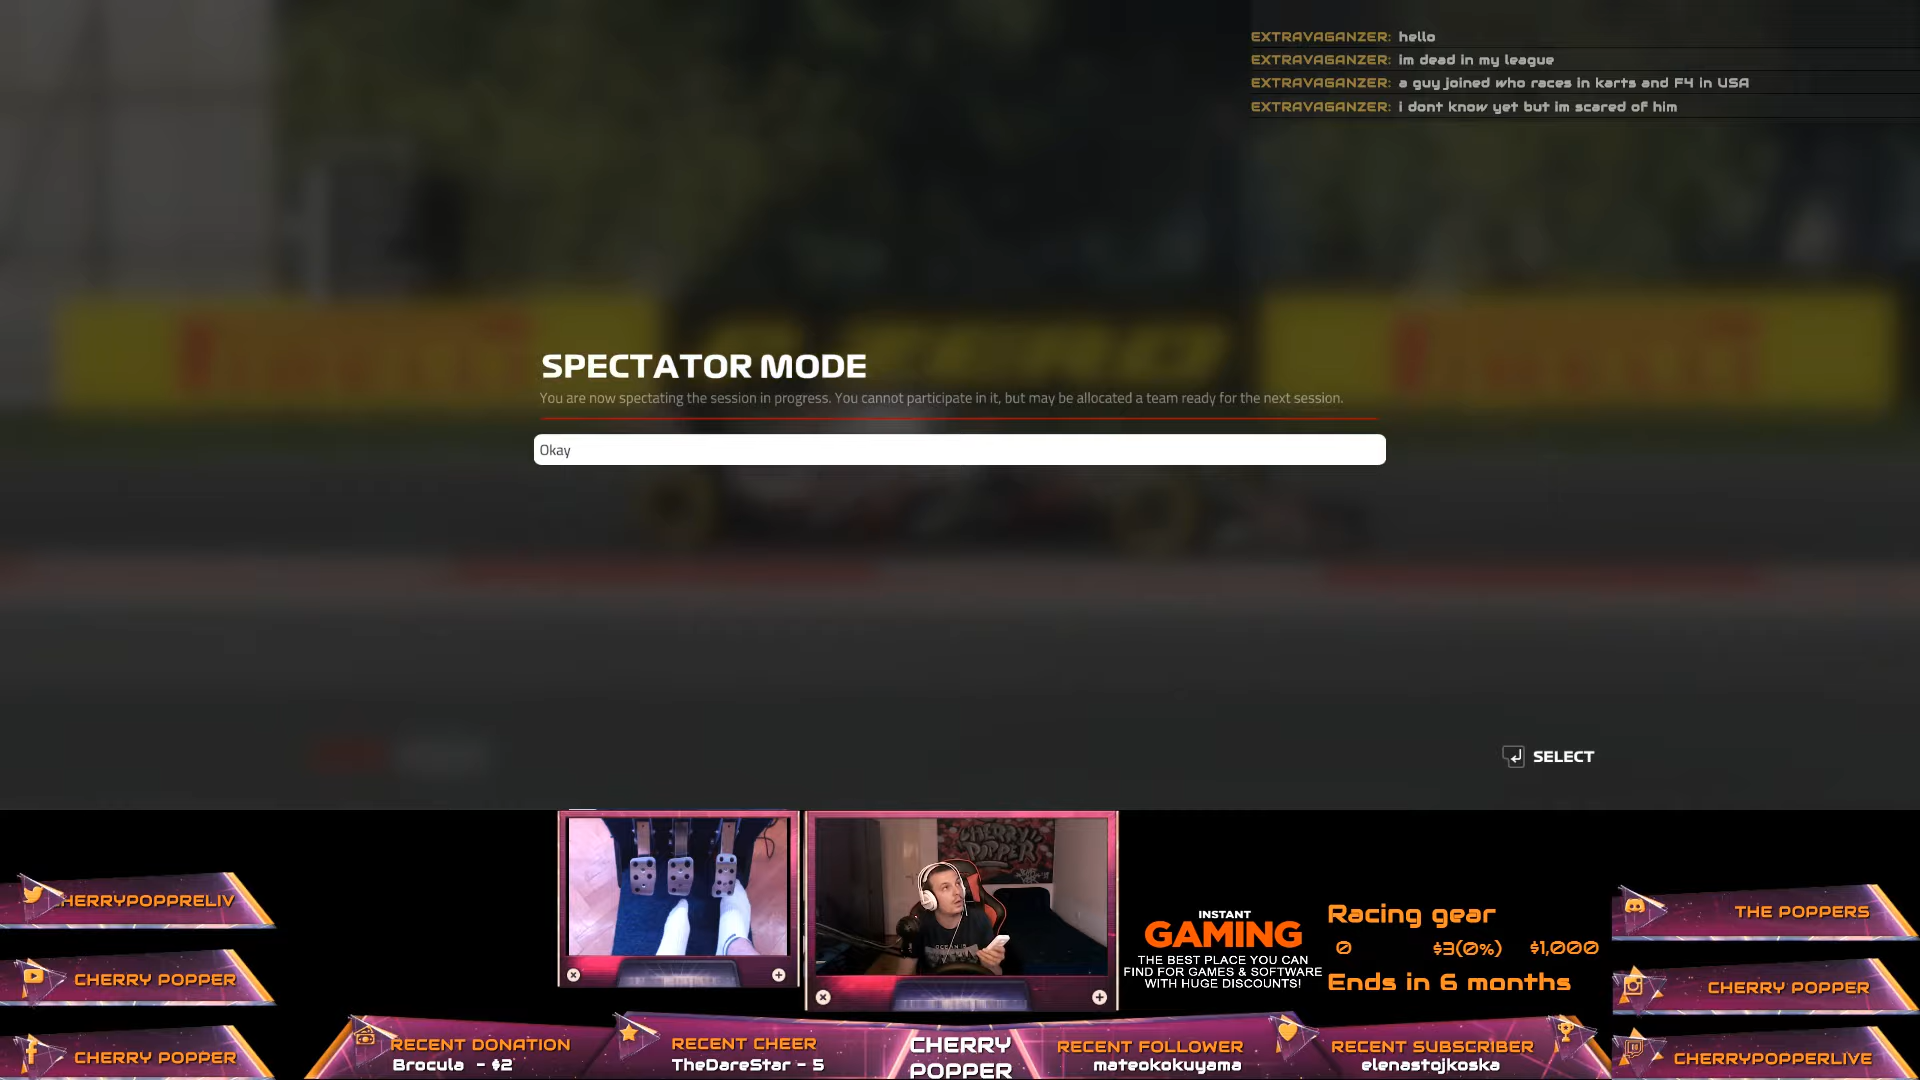 EXTRAVAGANZER: hello
EXTRAVAGANZER: im dead in my league
EXTRAVAGANZER: a guy joined who races in karts and F4 in USA
EXTRAVAGANZER: i dont know yet but im scared of him
SPECTATOR MODE
You are now spectating the session in progress. You cannot participate in it, but may be allocated a team ready for the next session.
Okay
SELECT
CHERRY
POPPER
HERRYPOPPRELIV
CHERRY POPPER
CHERRY POPPER
INSTANT
GAMING
THE BEST PLACE YOU CAN
FIND FOR GAMES & SOFTWARE
WITH HUGE DISCOUNTS!
Racing gear
0 $3(0%) $1,000
Ends in 6 months
THE POPPERS
CHERRY POPPER
CHERRYPOPPERLIVE
RECENT DONATION
Brocula - $2
RECENT CHEER
TheDareStar - 5
CHERRY
POPPER
RECENT FOLLOWER
mateokokuyama
RECENT SUBSCRIBER
elenastojkoska